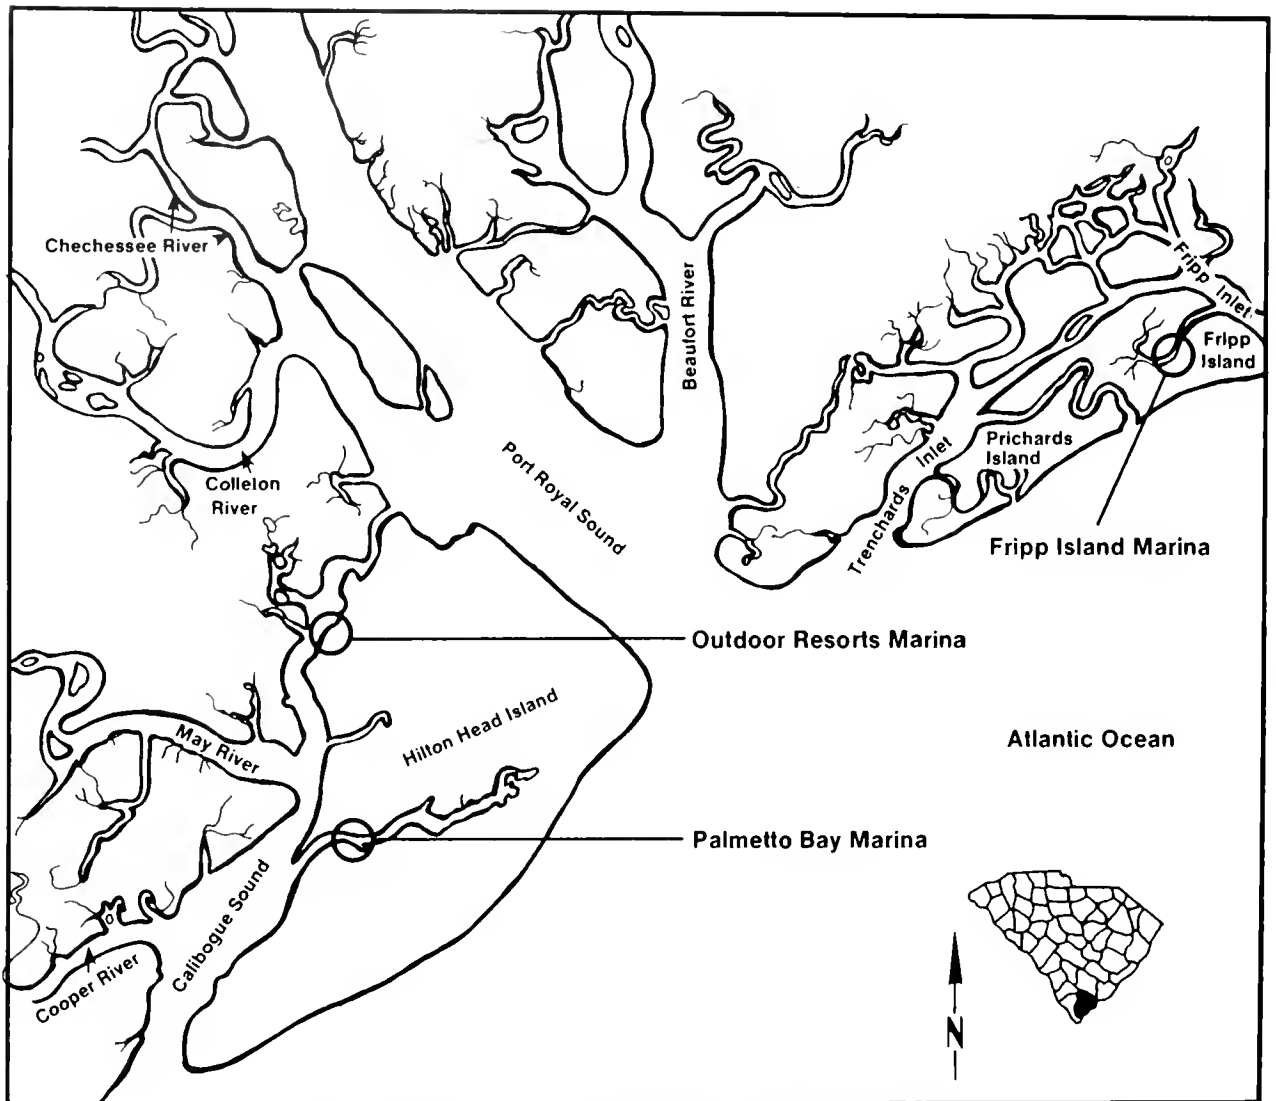 Chechessee River
Fripp Inlet
Beaufort River
Fripp
Island
Prichards
Island
Inlet
Trenchards
Port Royal Sound
Collelon
River
Fripp Island Marina
Outdoor Resorts Marina
Hilton Head Island
May River
Atlantic Ocean
Palmetto Bay Marina
Calibogue Sound
Cooper River
N